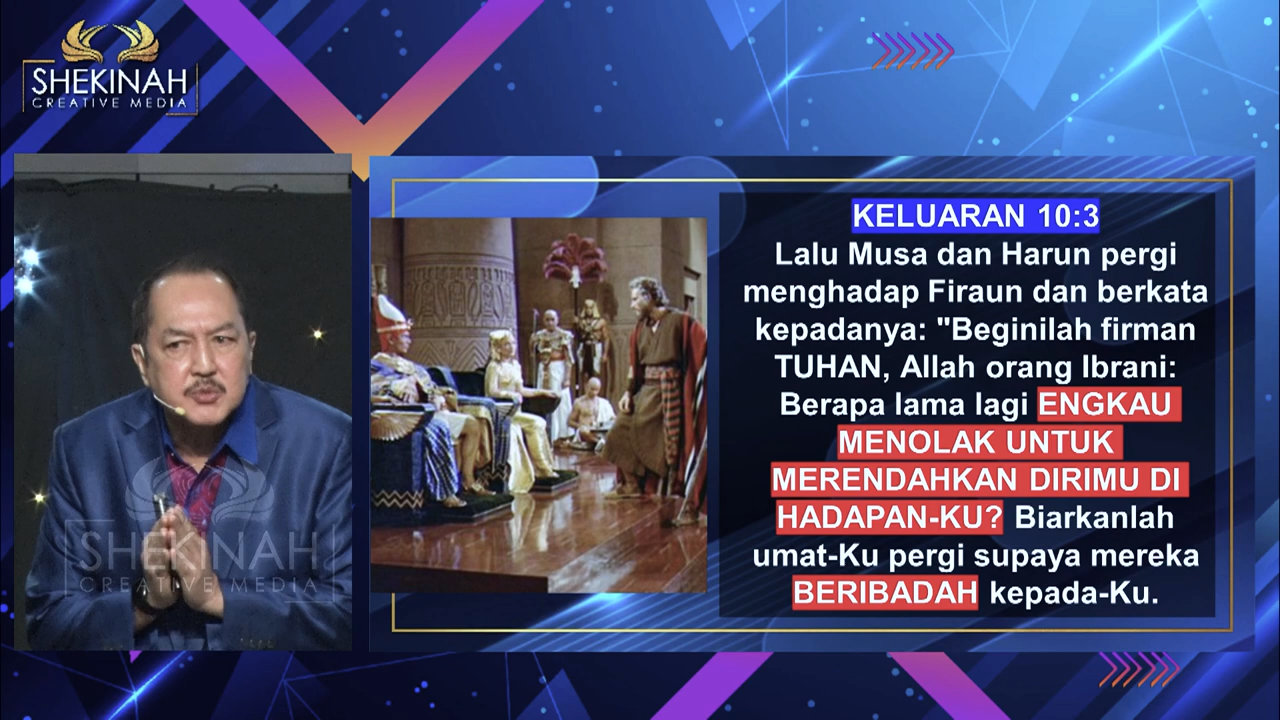 SHEKINAH
CREATIVE MEDIA
KELUARAN 10:3
Lalu Musa dan Harun pergi
menghadap Firaun dan berkata
kepadanya: "Beginilah firman
TUHAN, Allah orang Ibrani:
Berapa lama lagi ENGKAU
MENOLAK UNTUK
MERENDAHKAN DIRIMU DI
HADAPAN-KU? Biarkanlah
umat-Ku pergi supaya mereka
BERIBADAH kepada-Ku.
SHEKINAH
CREATIVE MEDIA